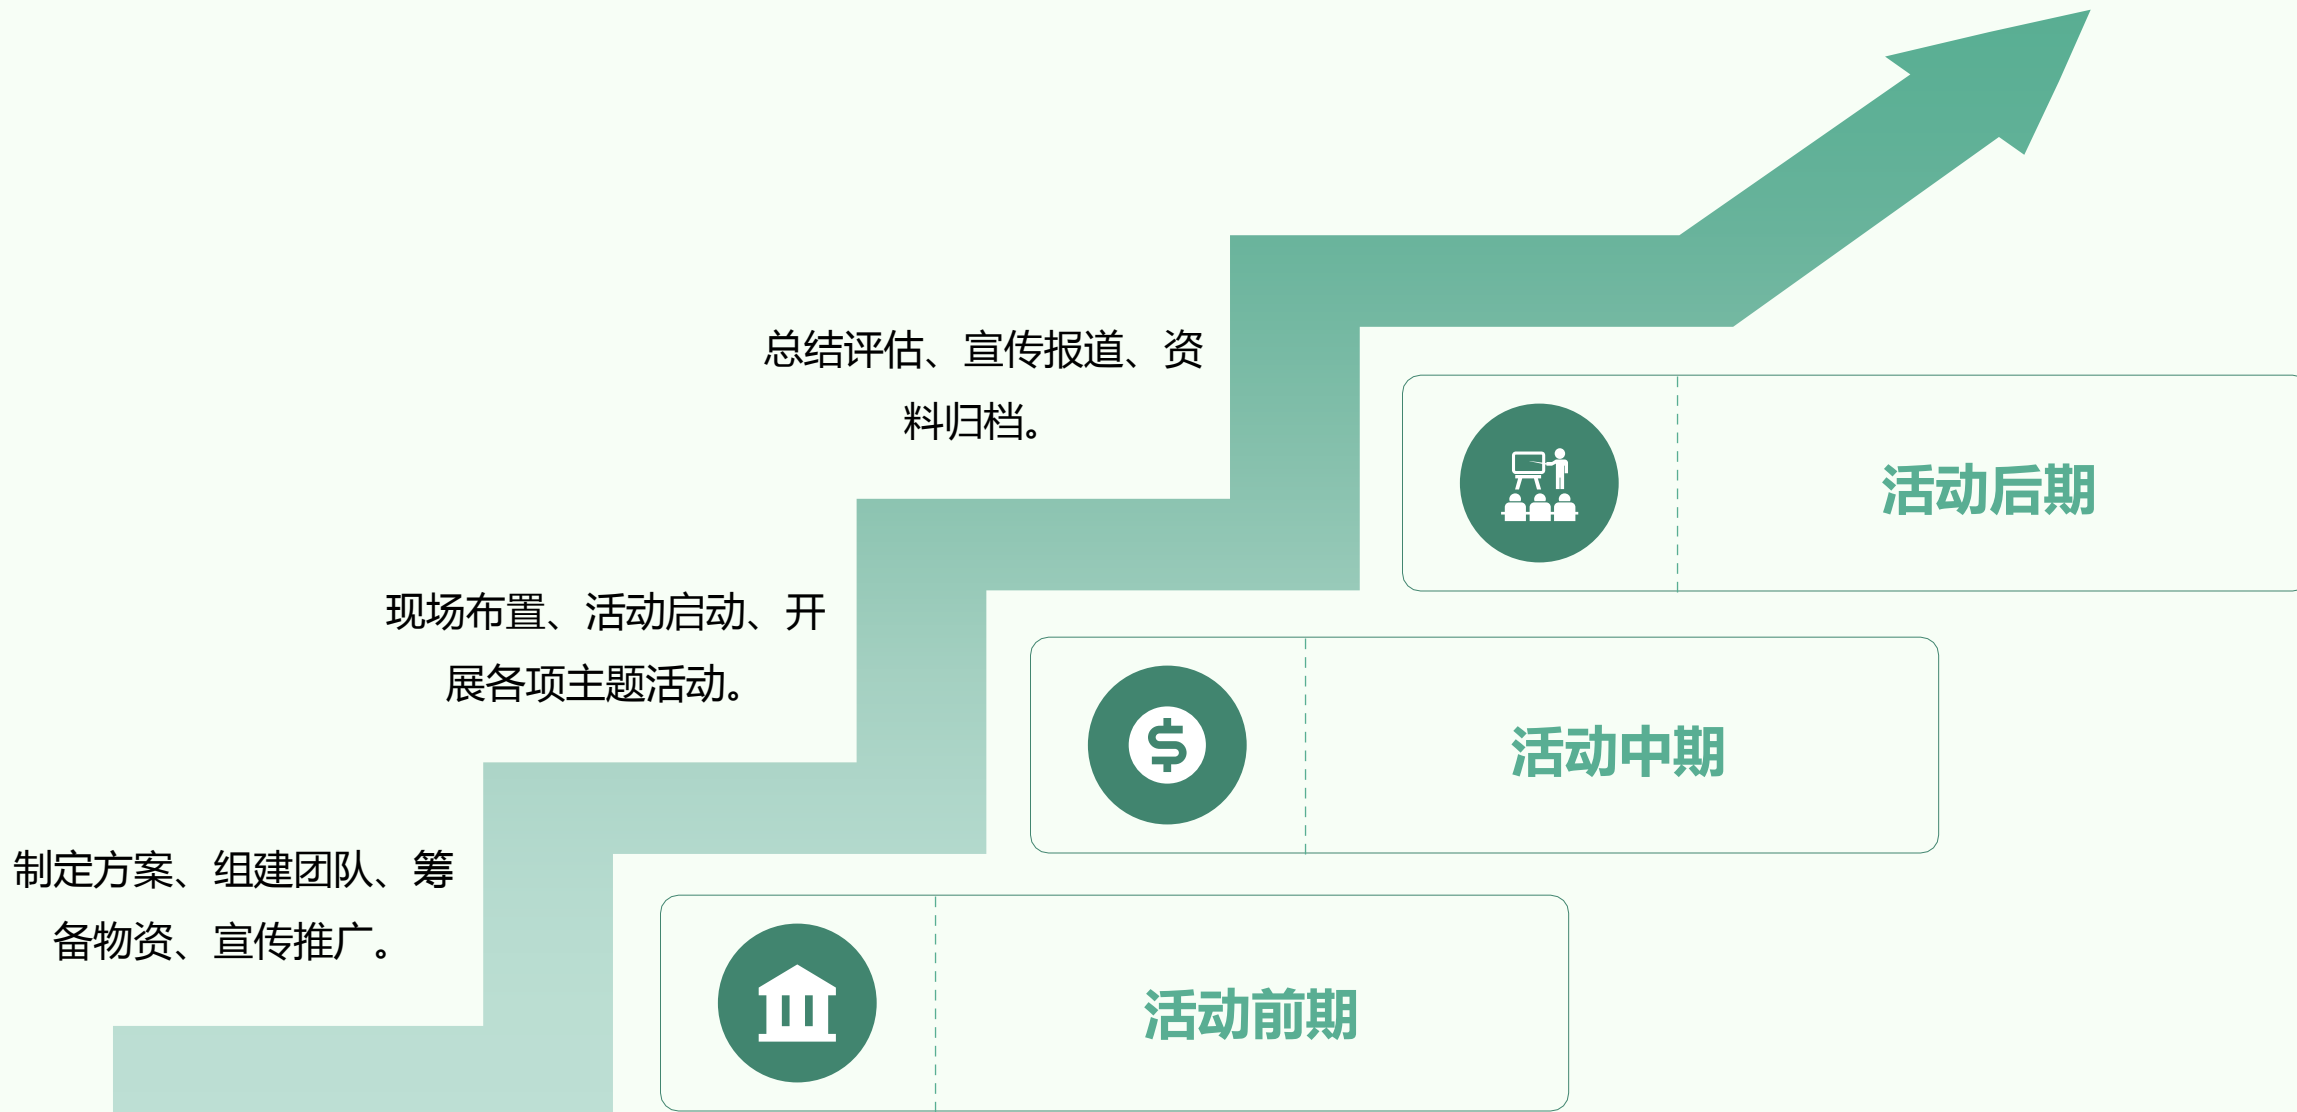 总结评估、宣传报道、资
料归档。
活动后期
现场布置、活动启动、开
展各项主题活动。
活动中期
制定方案、组建团队、筹
备物资、宣传推广。
活动前期